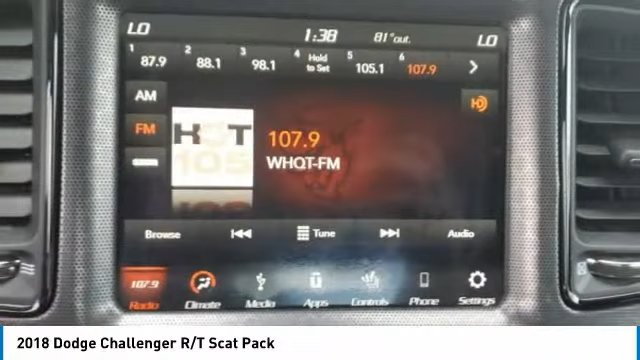 LO 1:38 81°out. LO
1 87.9 2 88.1 3 98.1 4 Hold to Set 5 105.1 6 107.9
AM
FM
HOT
105
107.9
WHQT-FM
Browse Tune Audio
107.9
Radio Climate Media Apps Controls Phone Settings
2018 Dodge Challenger R/T Scat Pack